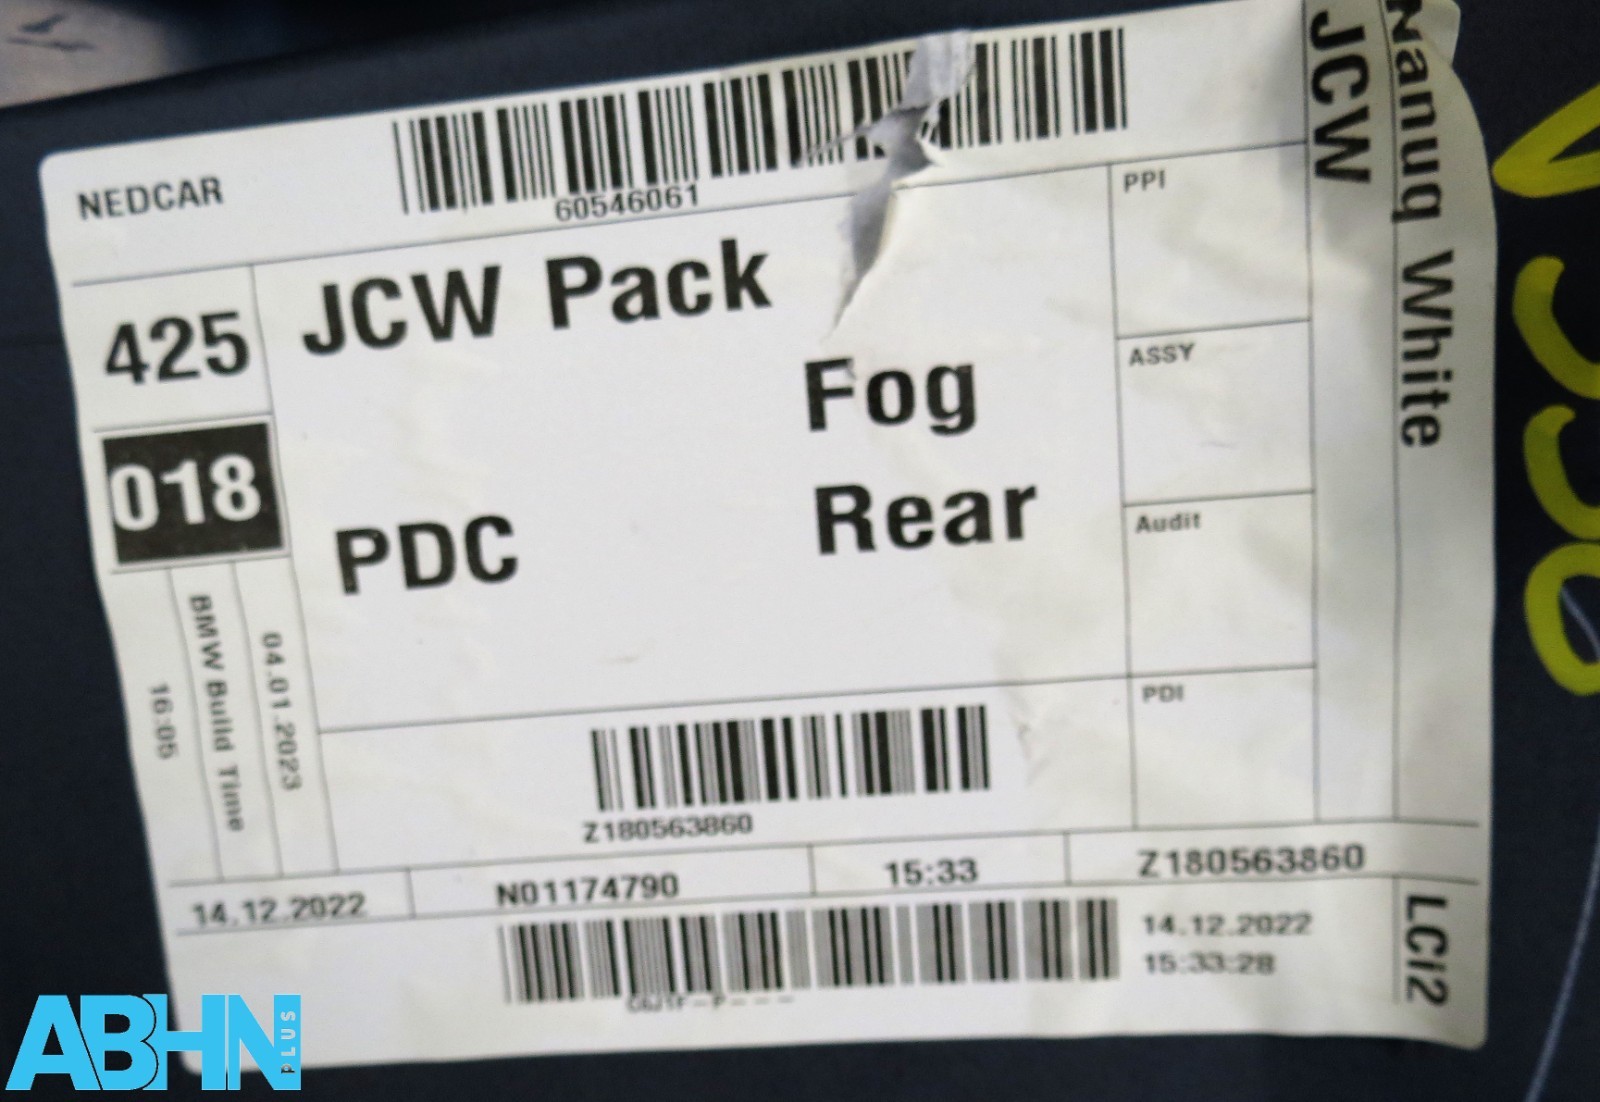 NEDCAR
60546061
425
JCW Pack
Fog
018
PDC
Rear
PPI
ASSY
Audit
PDI
JCW
Nanuq White
04.01.2023
BMW Build Time
16:05
Z180563860
14.12.2022
N01174790
15:33
Z180563860
14.12.2022
15:33:28
LCI2
ABHN
PLUS